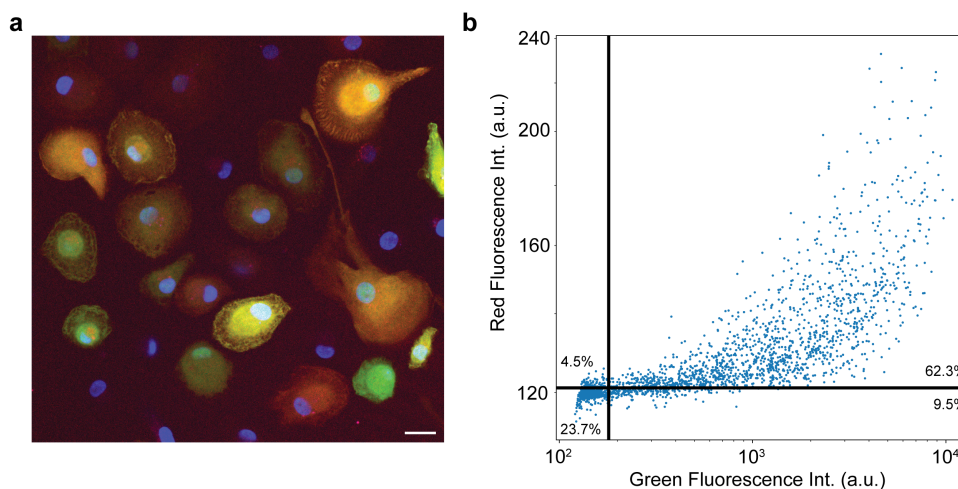 a
b
Red Fluorescence Int. (a.u.)
240
200
160
120
4.5%
62.3%
9.5%
23.7%
10²
10³
10⁴
Green Fluorescence Int. (a.u.)